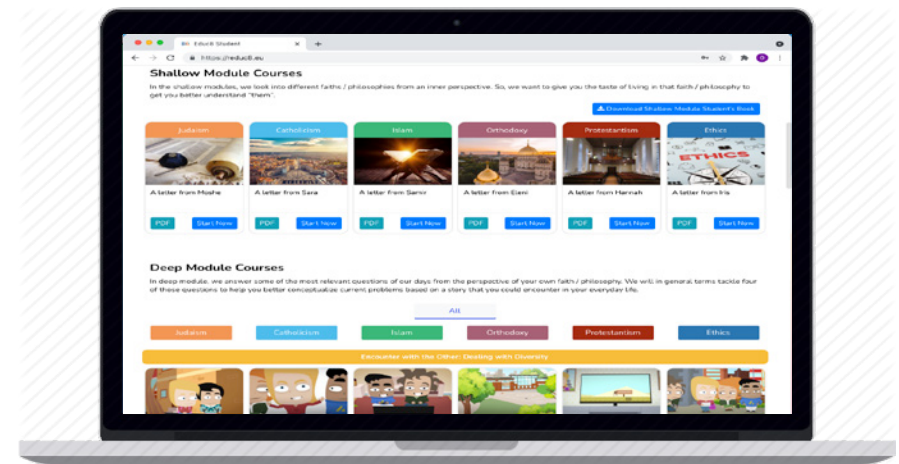 Educ8 Student
https://educ8.eu
Shallow Module Courses
In the shallow modules, we look into different faiths / philosophies from an inner perspective. So, we want to give you the taste of living in that faith / philosophy to
get you better understand "them".
Download Shallow Module Student's Book
Judaism Catholicism Islam Orthodoxy Protestantism Ethics
ETHICS
A letter from Moshe A letter from Sara A letter from Samir A letter from Eleni A letter from Hannah A letter from Iris
PDF Start Now PDF Start Now PDF Start Now PDF Start Now PDF Start Now PDF Start Now
Deep Module Courses
In deep module, we answer some of the most relevant questions of our days from the perspective of your own faith / philosophy. We will in general terms tackle four
of these questions to help you better conceptualize current problems based on a story that you could encounter in your everyday life.
All
Judaism Catholicism Islam Orthodoxy Protestantism Ethics
Encounter with the Other: Dealing with Diversity